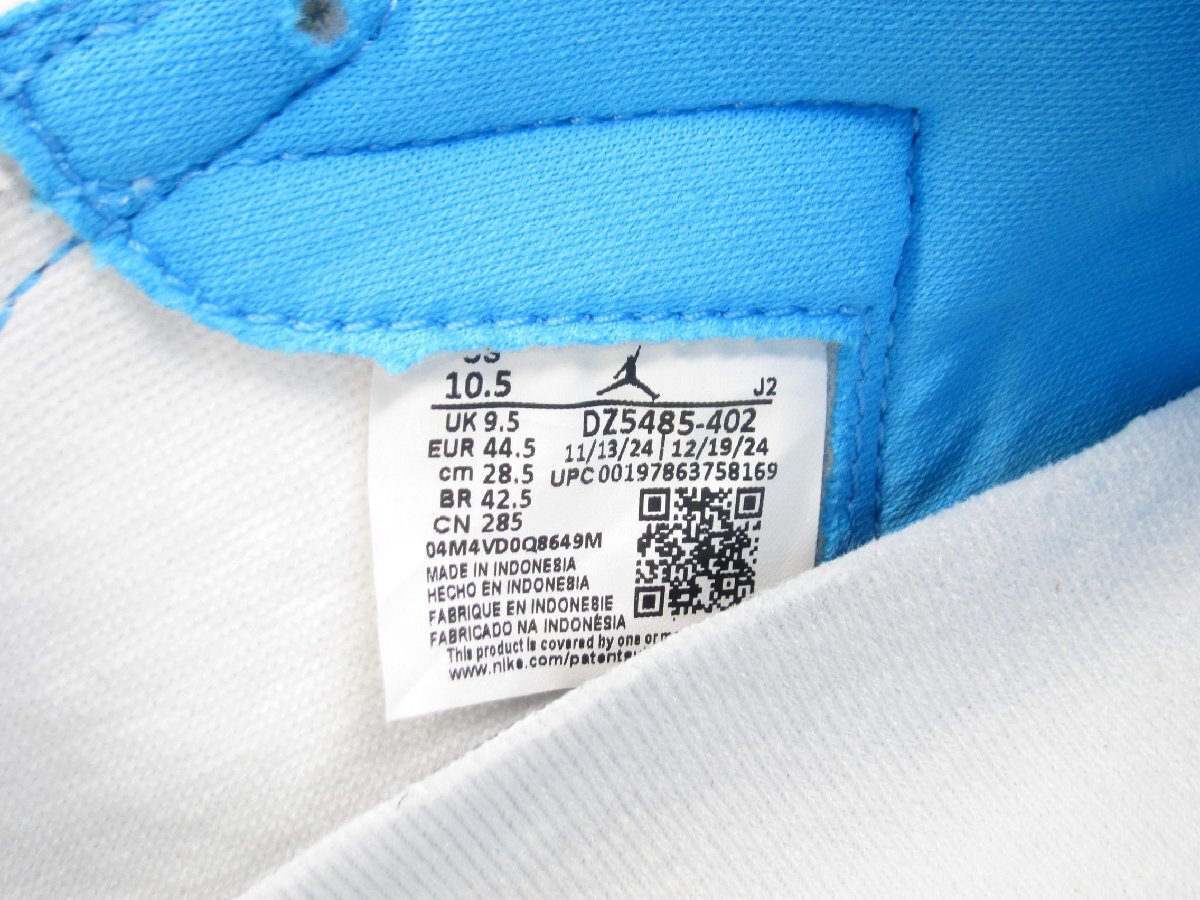 US
10.5
J2
UK 9.5
DZ5485-402
EUR 44.5
11/13/24 | 12/19/24
cm 28.5
UPC 00197863758169
BR 42.5
CN 285
04M4VD0Q8649M
MADE IN INDONESIA
HECHO EN INDONESIA
FABRIQUE EN INDONESIE
FABRICADO NA INDONÉSIA
This product is covered by one or
www.nike.com/patents